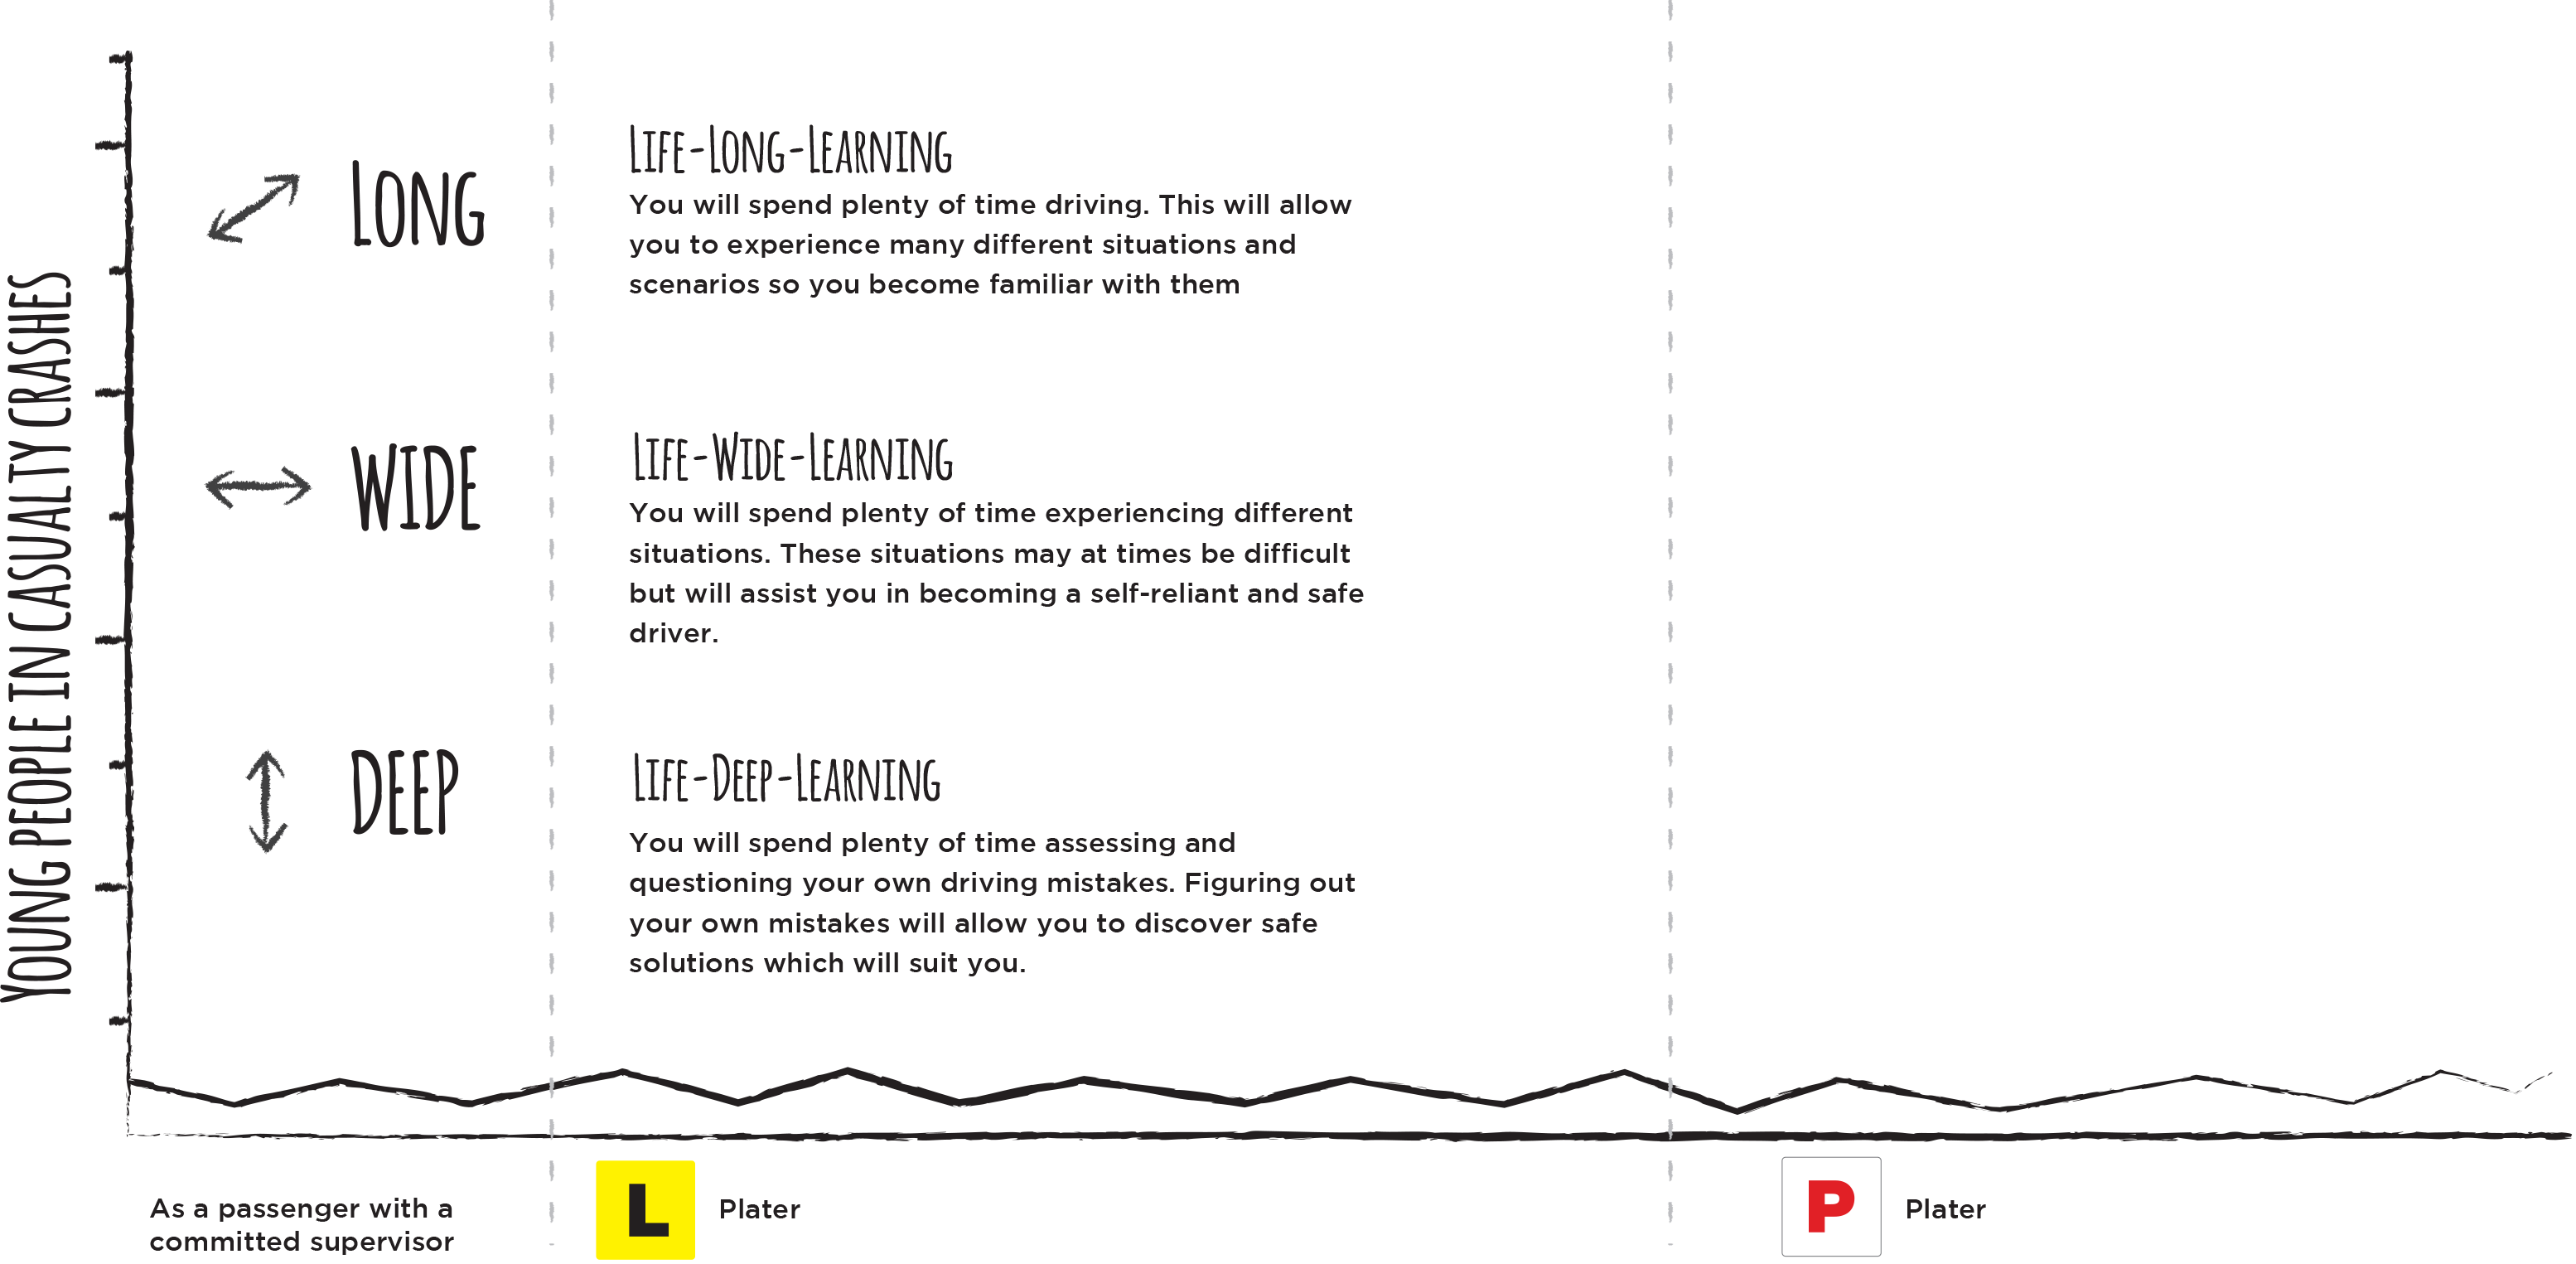 YOUNG PEOPLE IN CASUALTY CRASHES
LONG
LIFE-LONG-LEARNING
You will spend plenty of time driving. This will allow
you to experience many different situations and
scenarios so you become familiar with them
WIDE
LIFE-WIDE-LEARNING
You will spend plenty of time experiencing different
situations. These situations may at times be difficult
but will assist you in becoming a self-reliant and safe
driver.
DEEP
LIFE-DEEP-LEARNING
You will spend plenty of time assessing and
questioning your own driving mistakes. Figuring out
your own mistakes will allow you to discover safe
solutions which will suit you.
As a passenger with a
committed supervisor
L Plater
P Plater